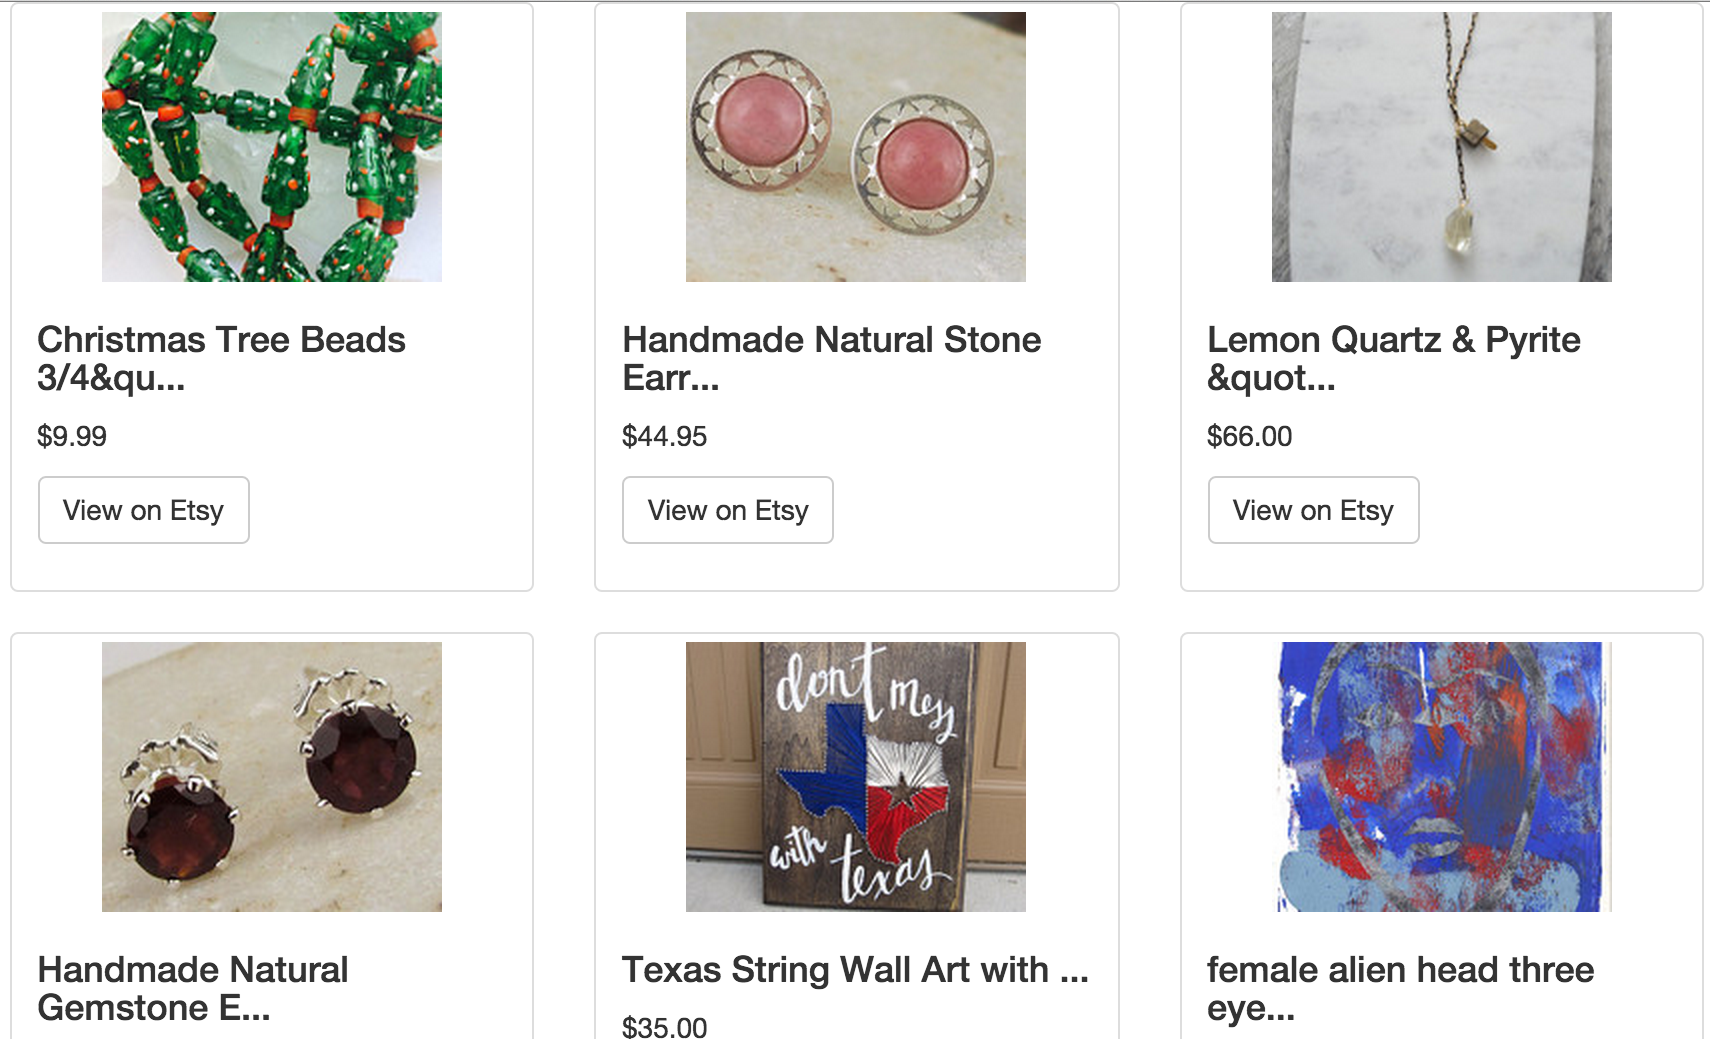 Christmas Tree Beads
3/4&qu...
$9.99
View on Etsy
Handmade Natural Stone
Earr...
$44.95
View on Etsy
Lemon Quartz & Pyrite
&quot...
$66.00
View on Etsy
Handmade Natural
Gemstone E...
don't mess
with
texas
Texas String Wall Art with ...
$35.00
female alien head three
eye...